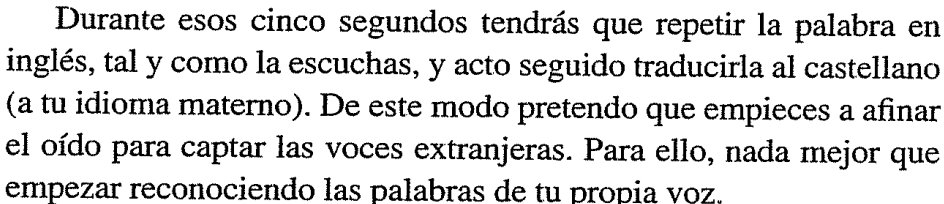 Durante esos cinco segundos tendrás que repetir la palabra en
inglés, tal y como la escuchas, y acto seguido traducirla al castellano
(a tu idioma materno). De este modo pretendo que empieces a afinar
el oído para captar las voces extranjeras. Para ello, nada mejor que
empezar reconociendo las palabras de tu propia voz.